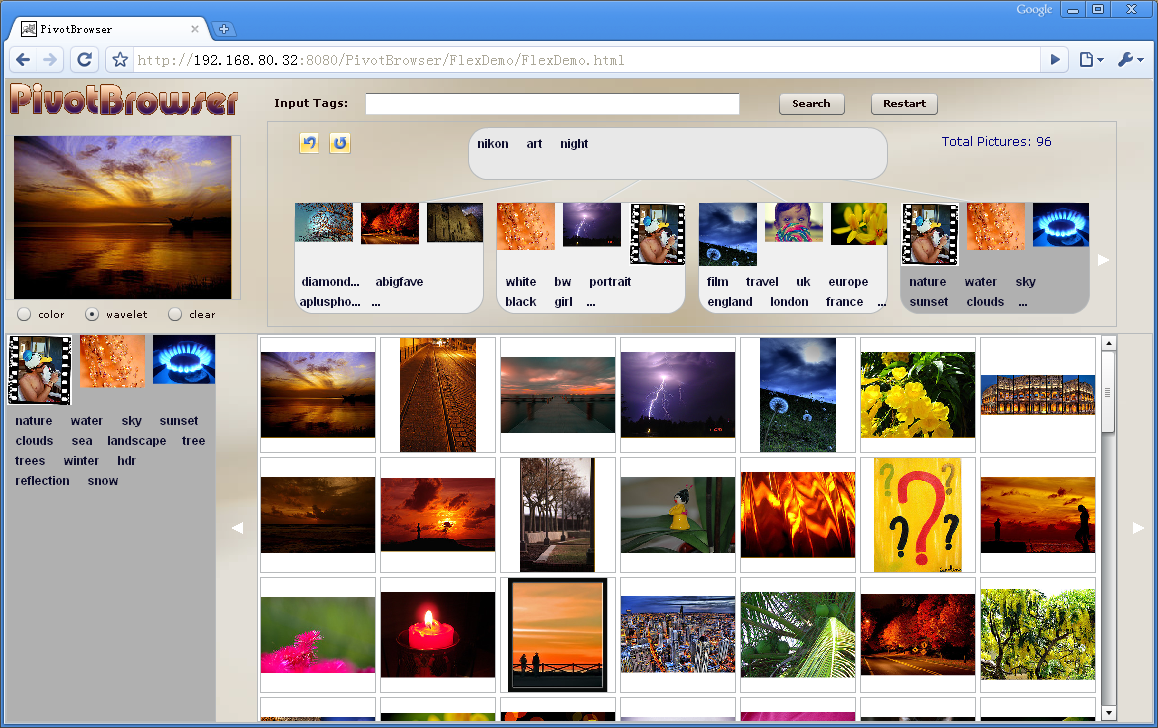 Google
PivotBrowser
http://192.168.80.32:8080/PivotBrowser/FlexDemo/FlexDemo.html
PivotBrowser
Input Tags:
Search
Restart
nikon art night
Total Pictures: 96
diamond... abigfave
apluspho... ...
white bw portrait
black girl ...
film travel uk europe
england london france ...
nature water sky
sunset clouds ...
color wavelet clear
nature water sky sunset
clouds sea landscape tree
trees winter hdr
reflection snow
? ? ? ? ?